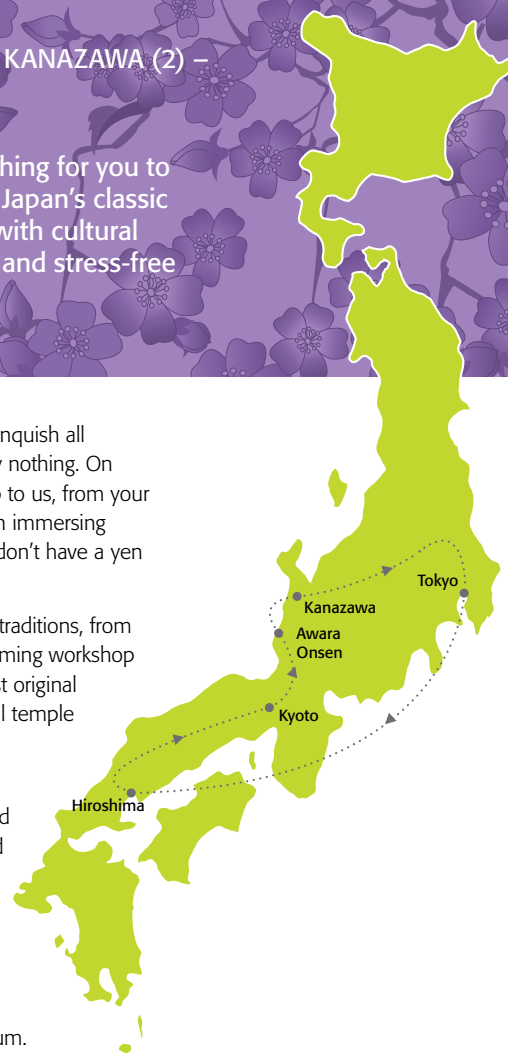 KANAZAWA (2) –
hing for you to
Japan’s classic
with cultural
and stress-free
nquish all
nothing. On
to us, from your
immersing
don’t have a yen
traditions, from
ming workshop
original
temple
um.
Tokyo
Kanazawa
Awara
Onsen
Kyoto
Hiroshima